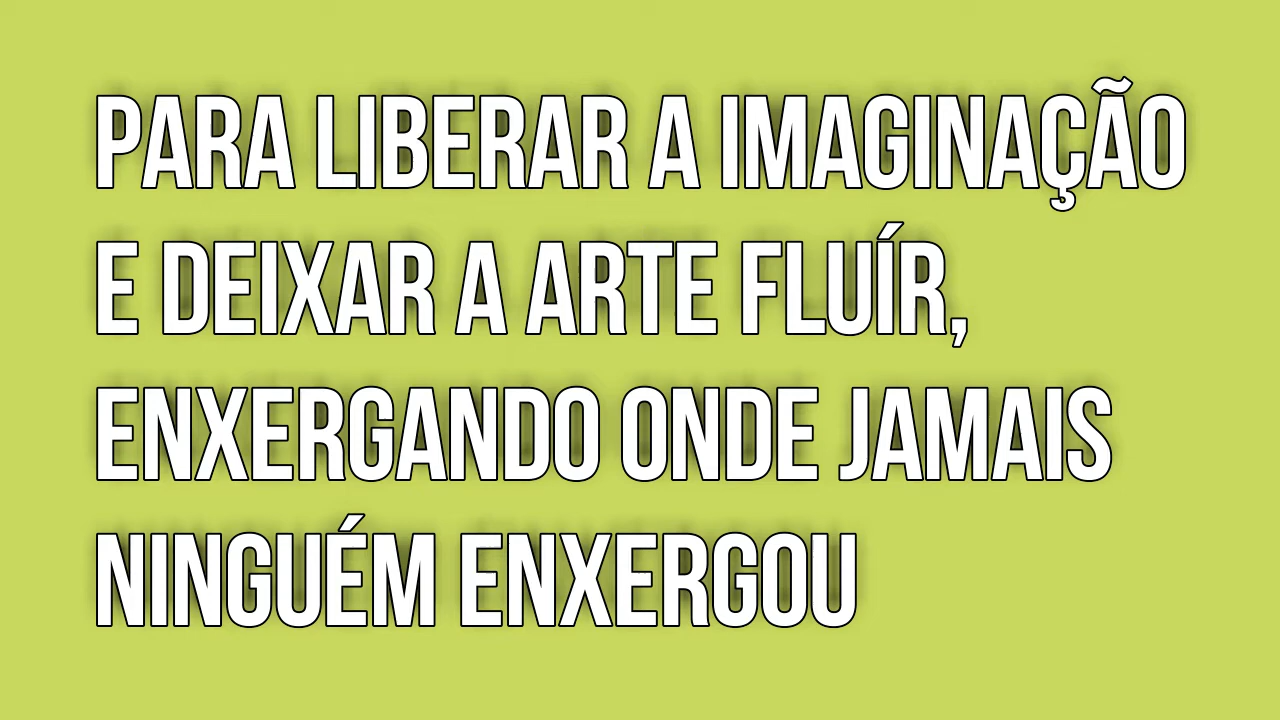 PARA LIBERAR A IMAGINAÇÃO
E DEIXAR A ARTE FLUÍR,
ENXERGANDO ONDE JAMAIS
NINGUÉM ENXERGOU